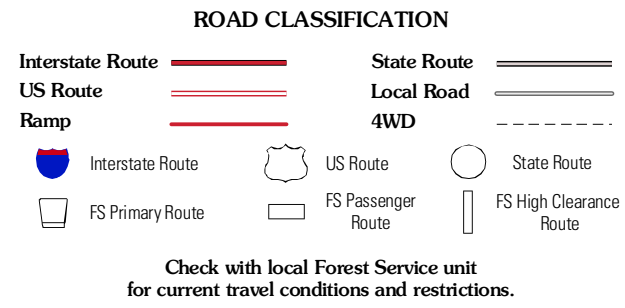 ROAD CLASSIFICATION
Interstate Route
State Route
US Route
Local Road
Ramp
4WD
Interstate Route
US Route
State Route
FS Primary Route
FS Passenger
Route
FS High Clearance
Route
Check with local Forest Service unit
for current travel conditions and restrictions.